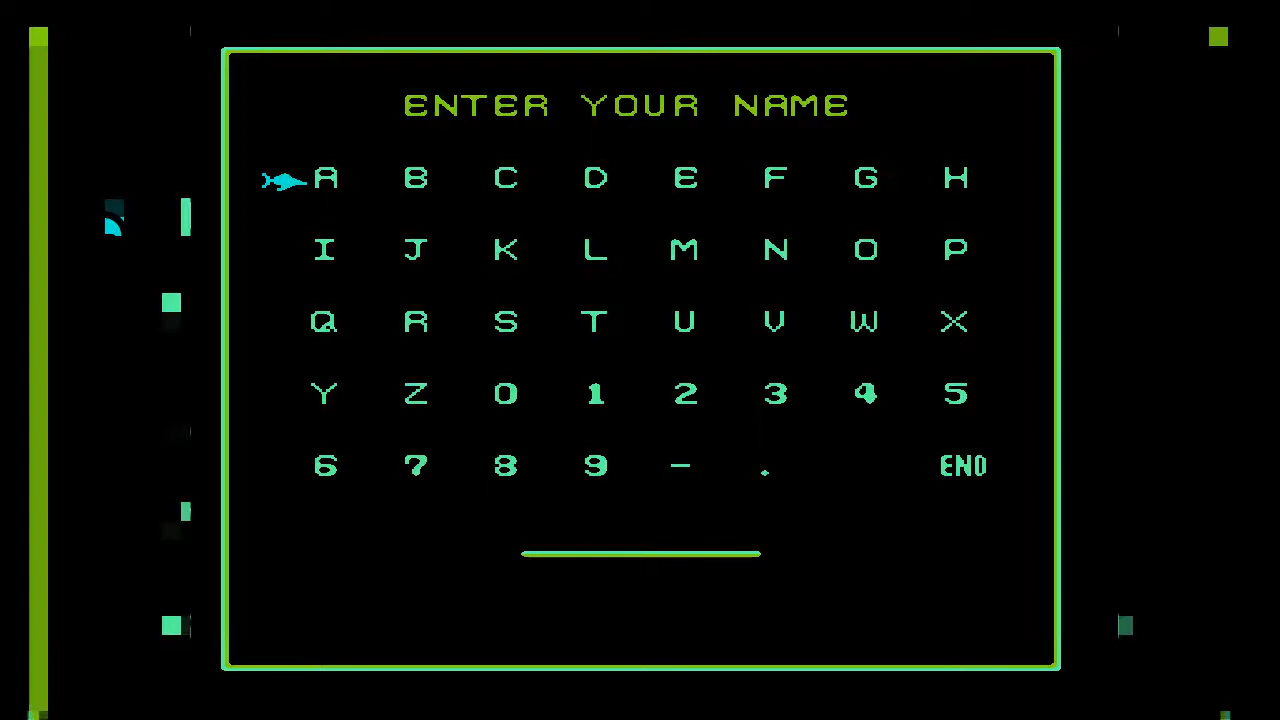 ENTER YOUR NAME
A B C D E F G H
I J K L M N O P
Q R S T U V W X
Y Z 0 1 2 3 4 5
6 7 8 9 - . END